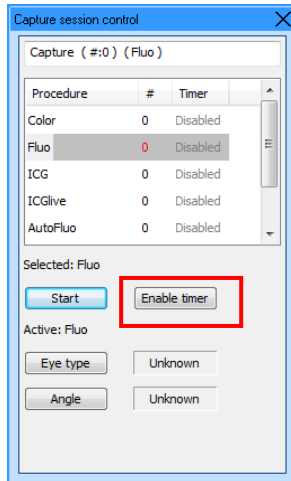 Capture session control
Capture ( #:0 ) ( Fluo )
Procedure # Timer
Color 0 Disabled
Fluo 0 Disabled
ICG 0 Disabled
ICGlive 0 Disabled
AutoFluo 0 Disabled
Selected: Fluo
Start Enable timer
Active: Fluo
Eye type Unknown
Angle Unknown